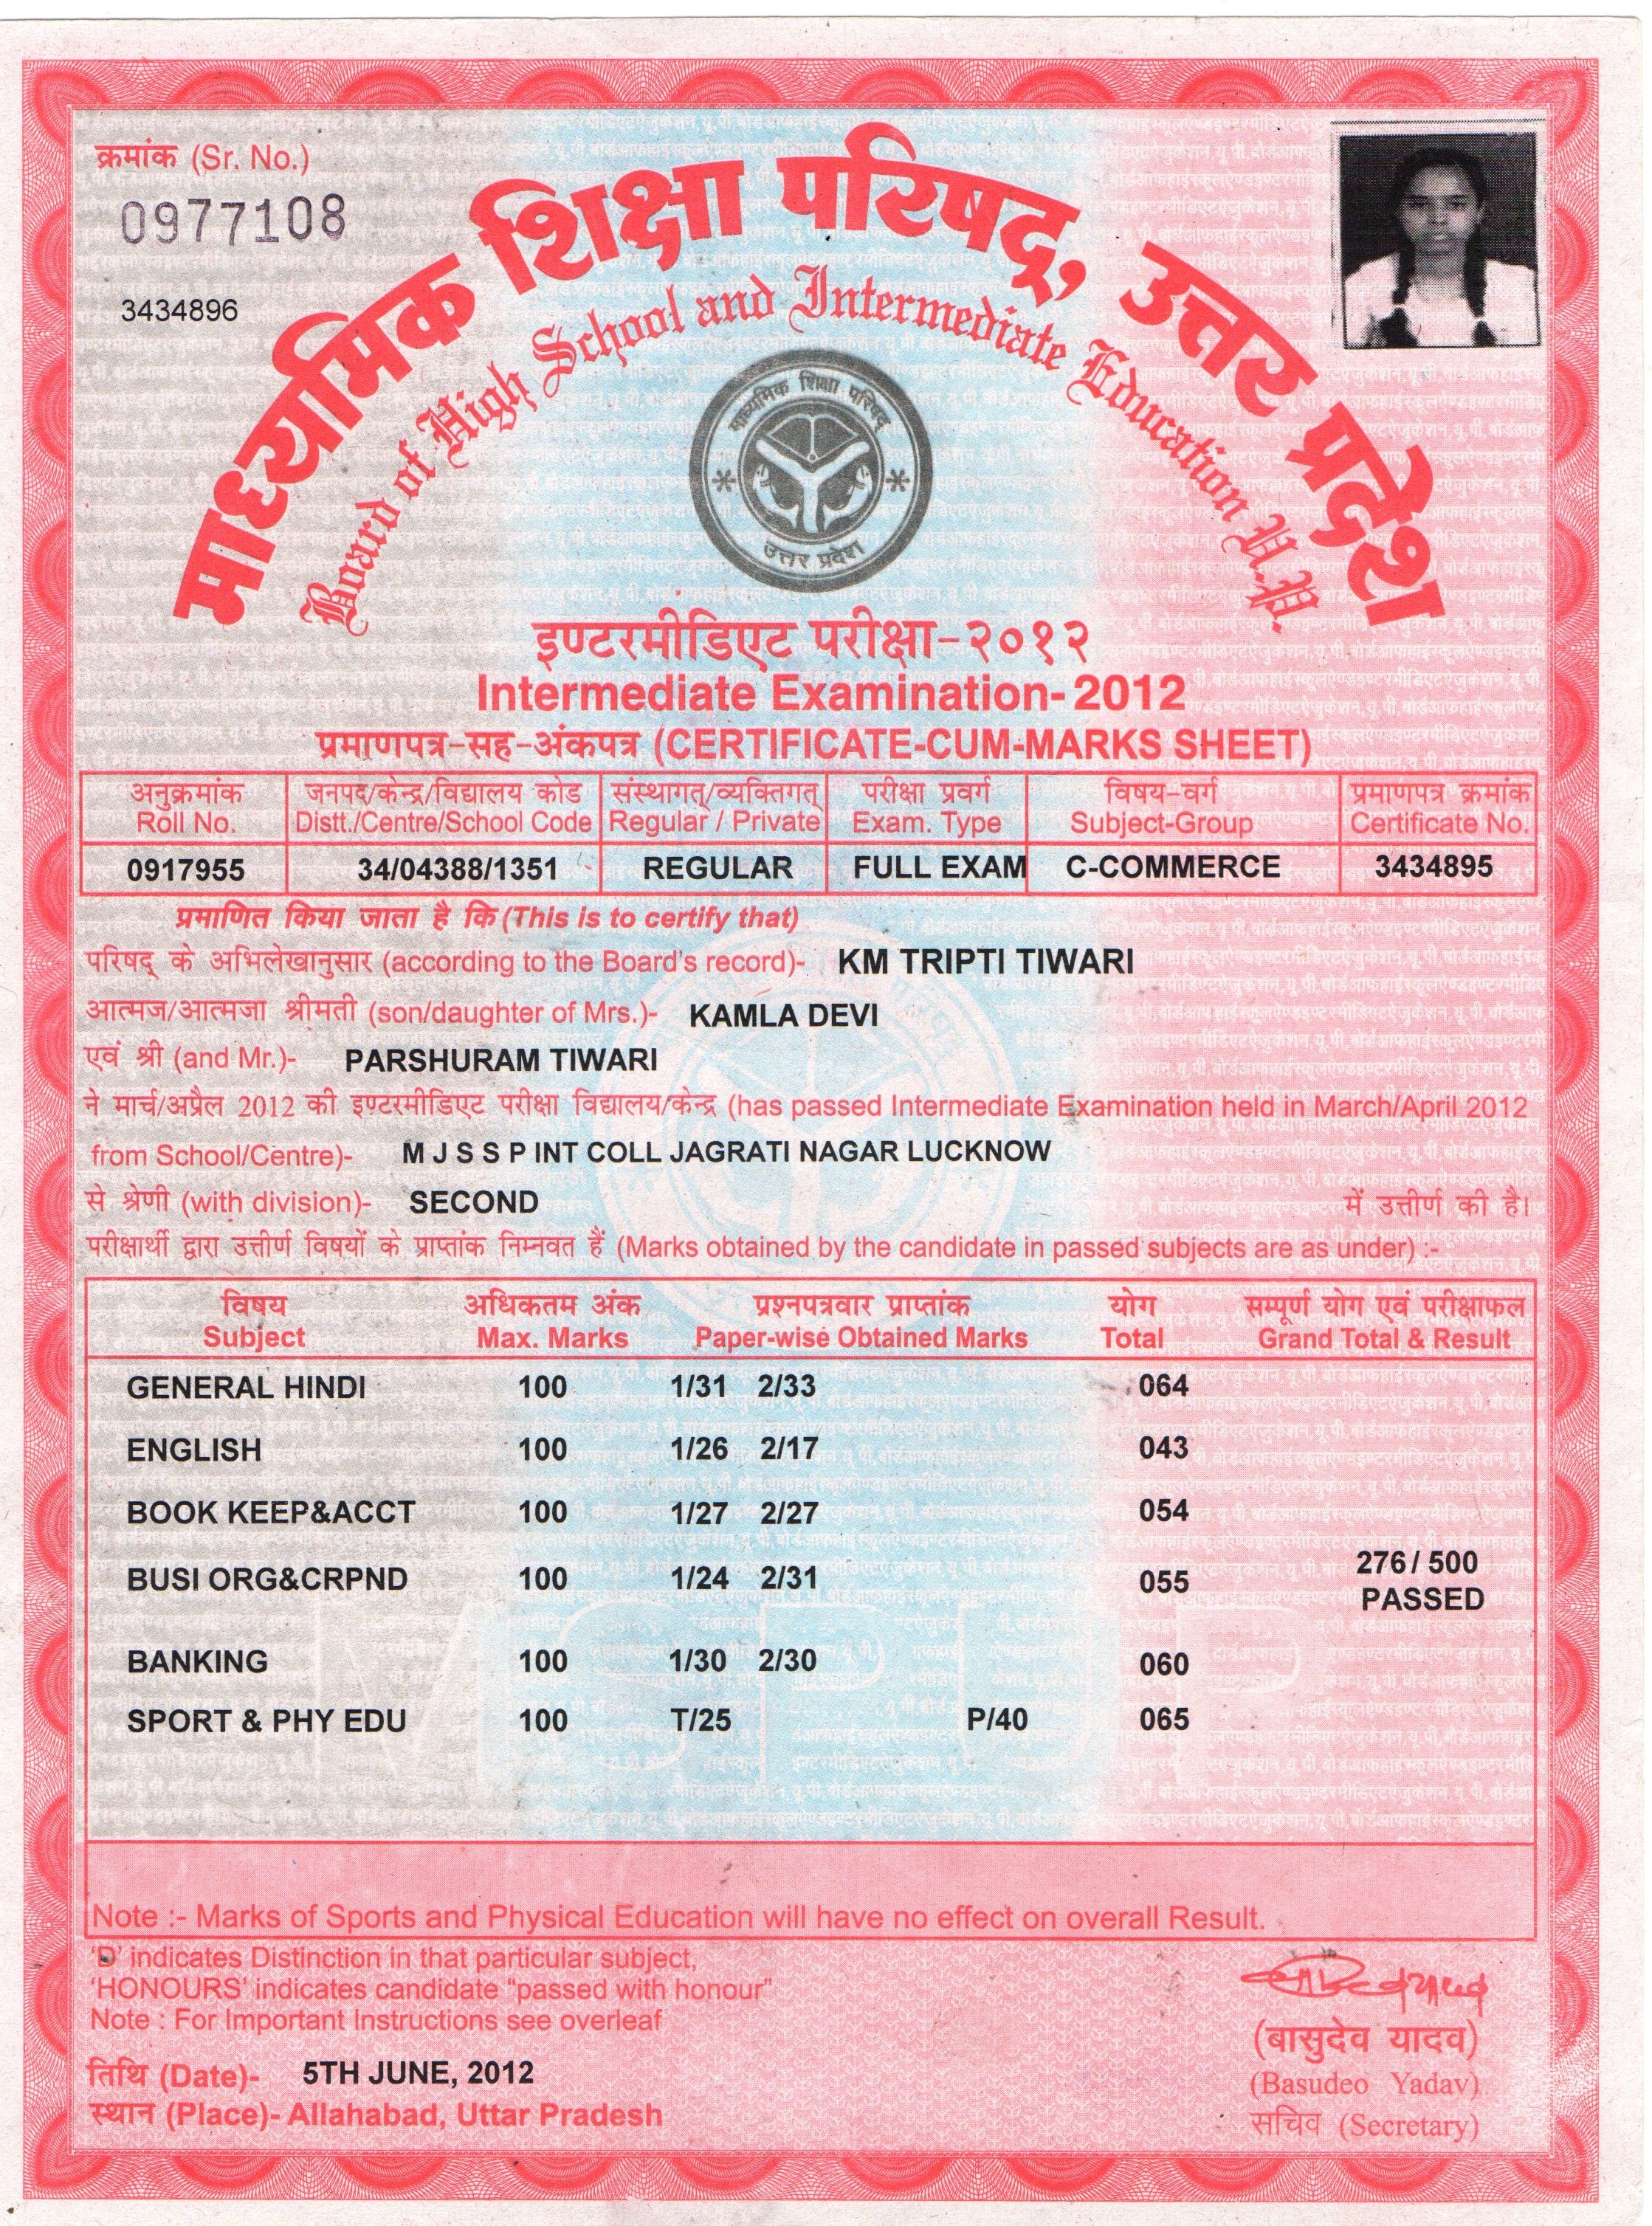 क्रमांक (Sr. No.)
0977108
3434896
माध्यमिक शिक्षा परिषद्, उत्तर प्रदेश
Board of High School and Intermediate Education U.P.
माध्यमिक शिक्षा परिषद्
उत्तर प्रदेश
इण्टरमीडिएट परीक्षा-२०१२
Intermediate Examination-2012
प्रमाणपत्र-सह-अंकपत्र (CERTIFICATE-CUM-MARKS SHEET)
अनुक्रमांक जनपद/केन्द्र/विद्यालय कोड संस्थागत्/व्यक्तिगत् परीक्षा प्रवर्ग विषय-वर्ग प्रमाणपत्र क्रमांक
Roll No. Distt./Centre/School Code Regular / Private Exam. Type Subject-Group Certificate No.
0917955 34/04388/1351 REGULAR FULL EXAM C-COMMERCE 3434895
प्रमाणित किया जाता है कि (This is to certify that)
परिषद् के अभिलेखानुसार (according to the Board's record)- KM TRIPTI TIWARI
आत्मज/आत्मजा श्रीमती (son/daughter of Mrs.)- KAMLA DEVI
एवं श्री (and Mr.)- PARSHURAM TIWARI
ने मार्च/अप्रैल 2012 की इण्टरमीडिएट परीक्षा विद्यालय/केन्द्र (has passed Intermediate Examination held in March/April 2012
from School/Centre)- M J S S P INT COLL JAGRATI NAGAR LUCKNOW
से श्रेणी (with division)- SECOND में उत्तीर्ण की है।
परीक्षार्थी द्वारा उत्तीर्ण विषयों के प्राप्तांक निम्नवत हैं (Marks obtained by the candidate in passed subjects are as under) :-
विषय अधिकतम अंक प्रश्नपत्रवार प्राप्तांक योग सम्पूर्ण योग एवं परीक्षाफल
Subject Max. Marks Paper-wise Obtained Marks Total Grand Total & Result
GENERAL HINDI 100 1/31 2/33 064
ENGLISH 100 1/26 2/17 043
BOOK KEEP&ACCT 100 1/27 2/27 054
BUSI ORG&CRPND 100 1/24 2/31 055 276/ 500
PASSED
BANKING 100 1/30 2/30 060
SPORT & PHY EDU 100 T/25 P/40 065
Note :- Marks of Sports and Physical Education will have no effect on overall Result.
'D' indicates Distinction in that particular subject,
'HONOURS' indicates candidate "passed with honour"
Note : For Important Instructions see overleaf
तिथि (Date)- 5TH JUNE, 2012
स्थान (Place)- Allahabad, Uttar Pradesh
(बासुदेव यादव)
(Basudeo Yadav)
सचिव (Secretary)